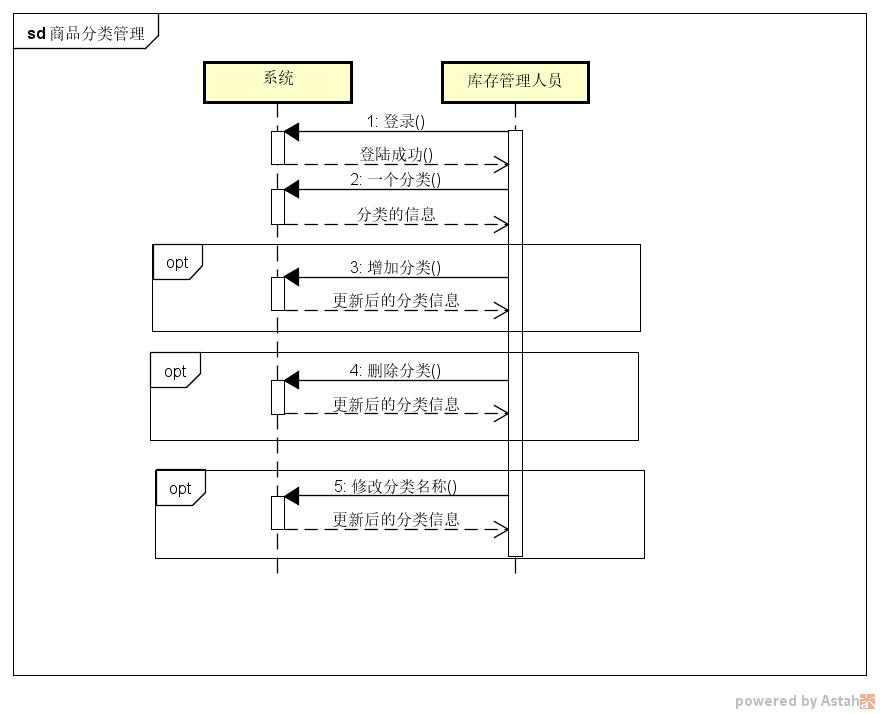 sd 商品分类管理
系统
库存管理人员
1: 登录()
登陆成功()
2: 一个分类()
分类的信息
opt
3: 增加分类()
更新后的分类信息
opt
4: 删除分类()
更新后的分类信息
opt
5: 修改分类名称()
更新后的分类信息
powered by Astah